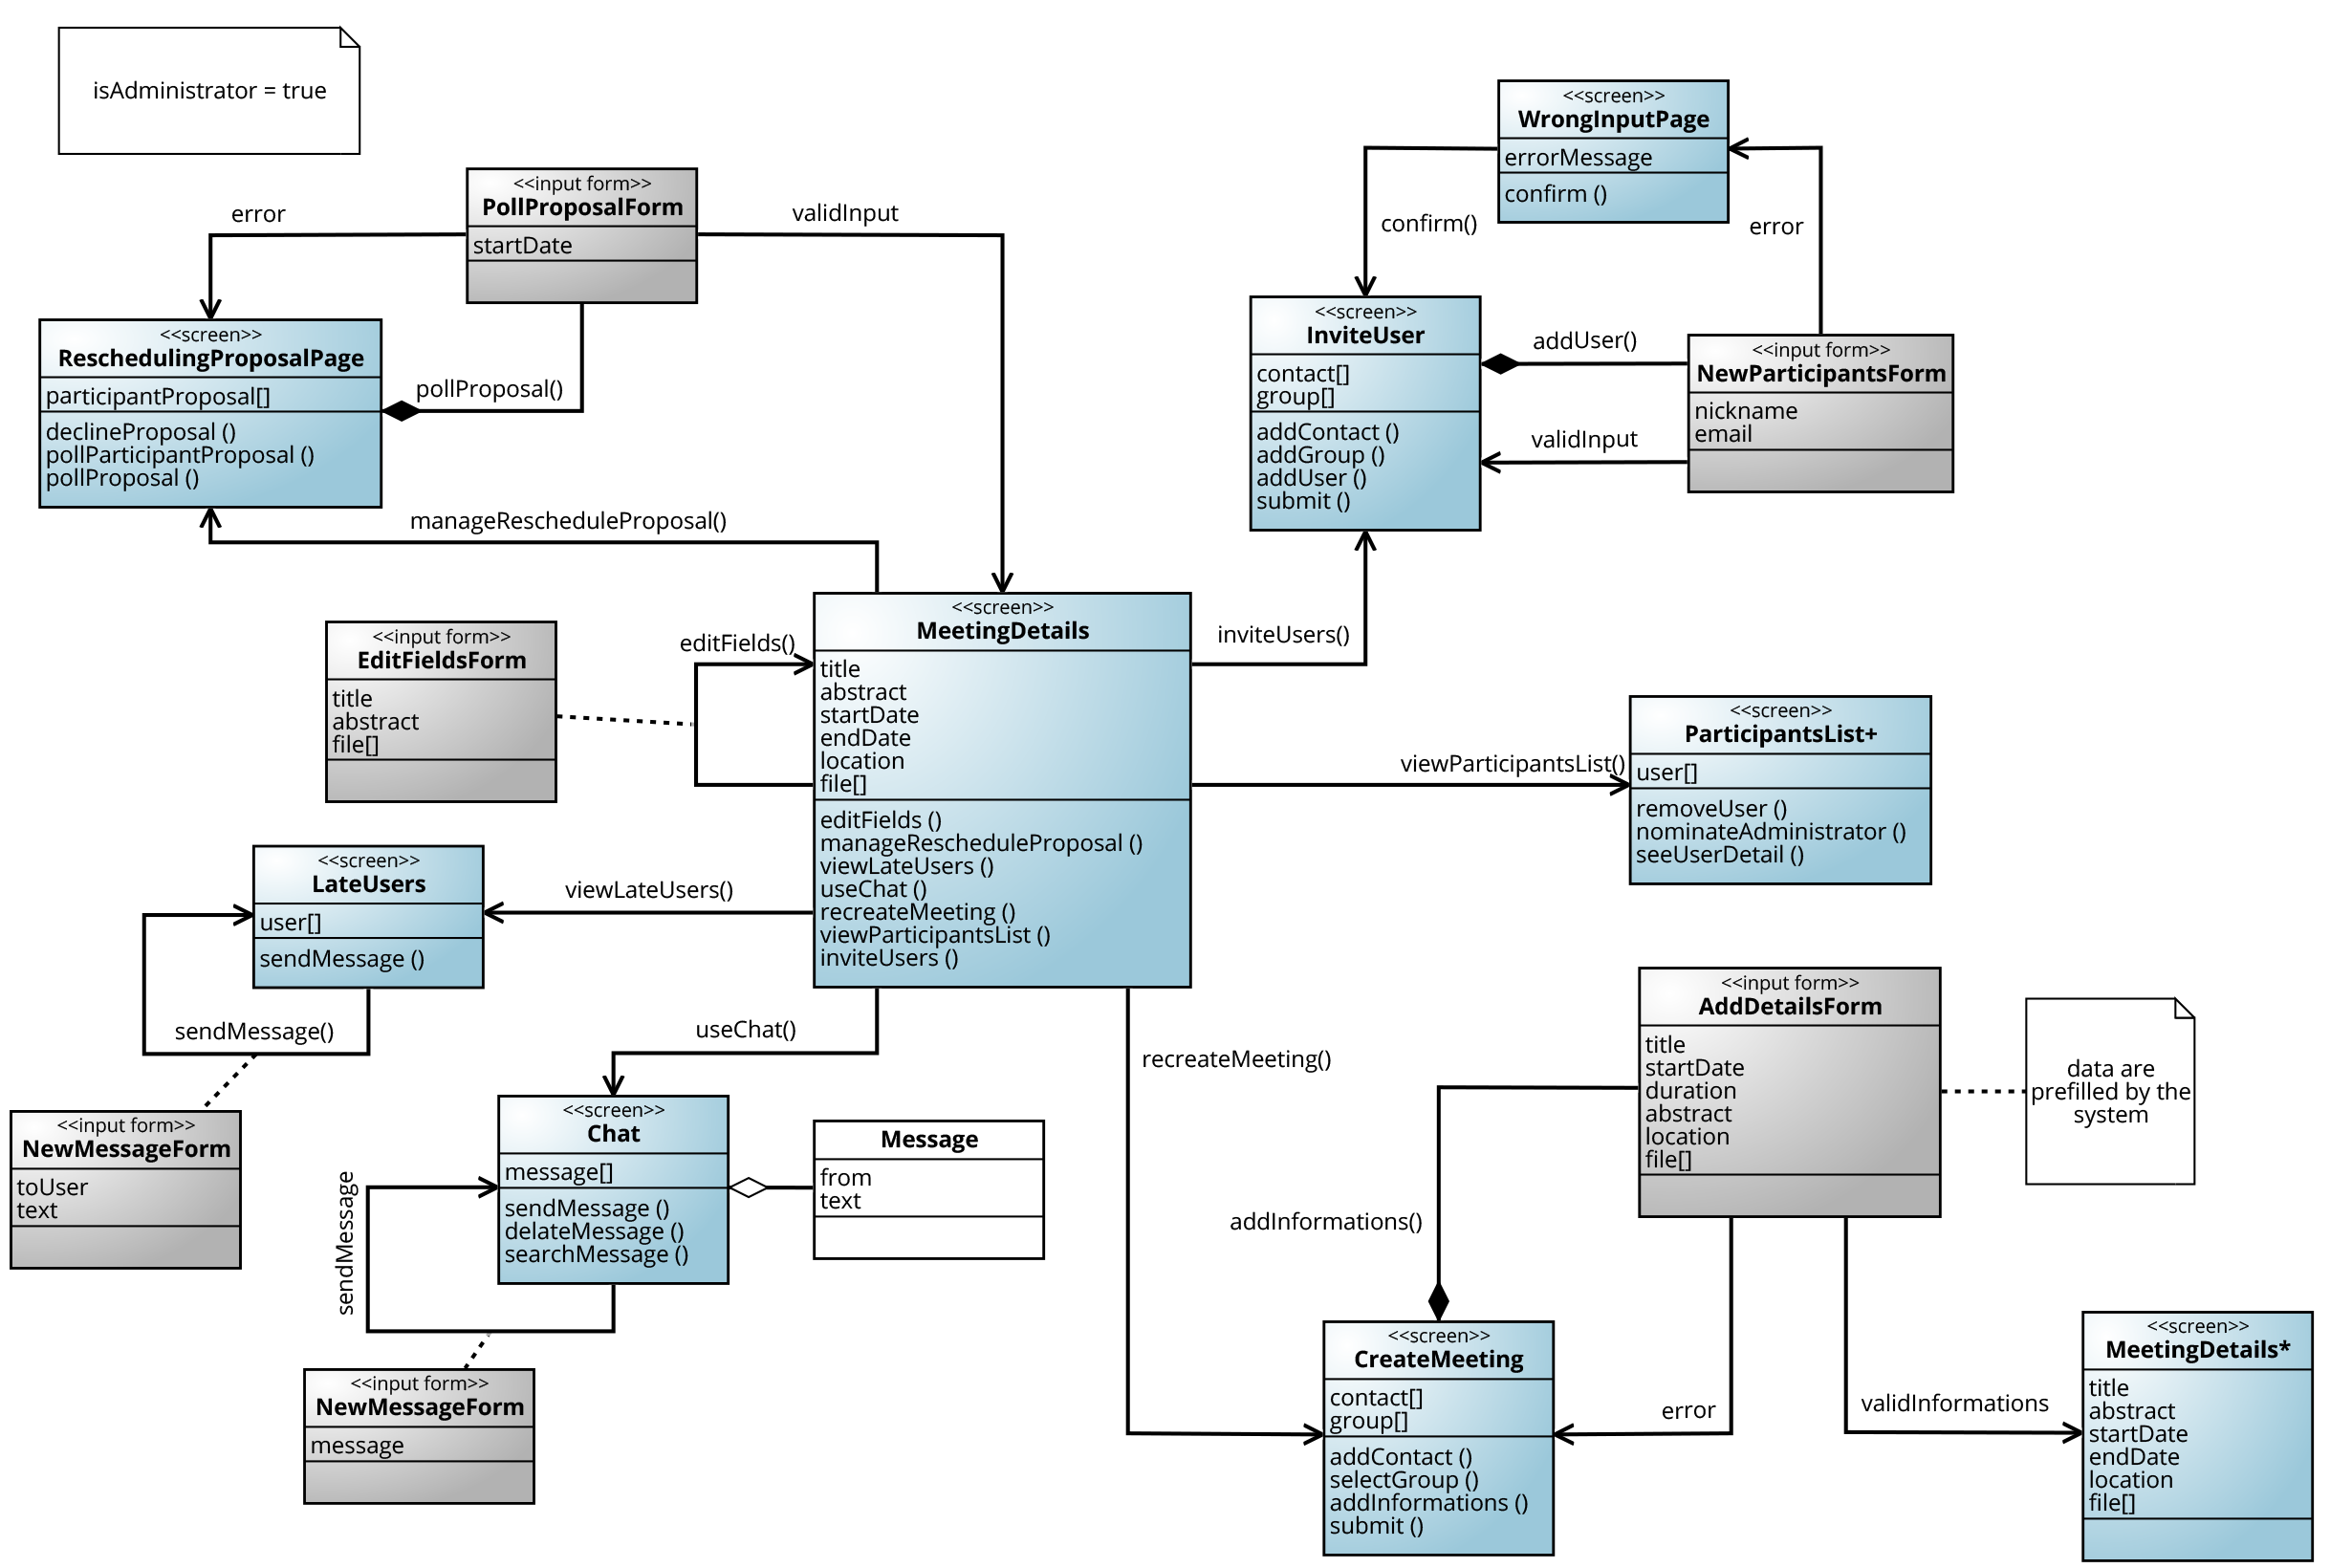 isAdministrator = true
<<screen>>
WrongInputPage
errorMessage
confirm ()
<<input form>>
PollProposalForm
startDate
error
validInput
confirm()
error
<<screen>>
ReschedulingProposalPage
participantProposal[]
declineProposal ()
pollParticipantProposal ()
pollProposal ()
pollProposal()
<<screen>>
InviteUser
contact[]
group[]
addContact ()
addGroup ()
addUser ()
submit ()
addUser()
validInput
<<input form>>
NewParticipantsForm
nickname
email
manageRescheduleProposal()
<<input form>>
EditFieldsForm
title
abstract
file[]
editFields()
<<screen>>
MeetingDetails
title
abstract
startDate
endDate
location
file[]
editFields ()
manageRescheduleProposal ()
viewLateUsers ()
useChat ()
recreateMeeting ()
viewParticipantsList ()
inviteUsers ()
inviteUsers()
viewParticipantsList()
<<screen>>
ParticipantsList+
user[]
removeUser ()
nominateAdministrator ()
seeUserDetail ()
<<screen>>
LateUsers
user[]
sendMessage ()
viewLateUsers()
sendMessage()
useChat()
recreateMeeting()
<<input form>>
AddDetailsForm
title
startDate
duration
abstract
location
file[]
data are
prefilled by the
system
<<input form>>
NewMessageForm
toUser
text
<<screen>>
Chat
message[]
sendMessage ()
delateMessage ()
searchMessage ()
Message
from
text
sendMessage
addInformations()
<<input form>>
NewMessageForm
message
<<screen>>
CreateMeeting
contact[]
group[]
addContact ()
selectGroup ()
addInformations ()
submit ()
error
validInformations
<<screen>>
MeetingDetails*
title
abstract
startDate
endDate
location
file[]